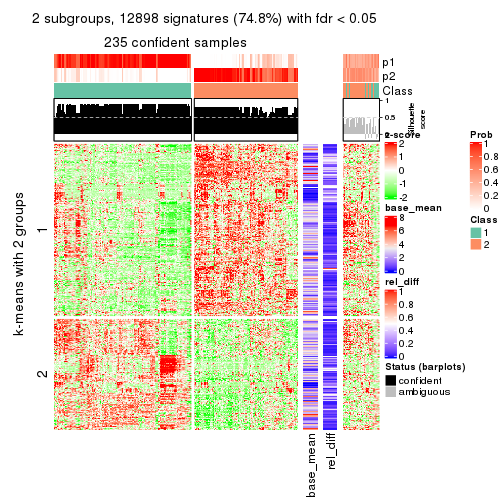 2 subgroups, 12898 signatures (74.8%) with fdr < 0.05
235 confident samples
p1
p2
Class
1
0.5
0
Silhouette
score
k-means with 2 groups
1
2
base_mean
rel_diff
z-score
2
1
0
-1
-2
base_mean
8
6
4
2
0
rel_diff
1
0.8
0.6
0.4
0.2
0
Status (barplots)
confident
ambiguous
Prob
1
0.8
0.6
0.4
0.2
0
Class
1
2